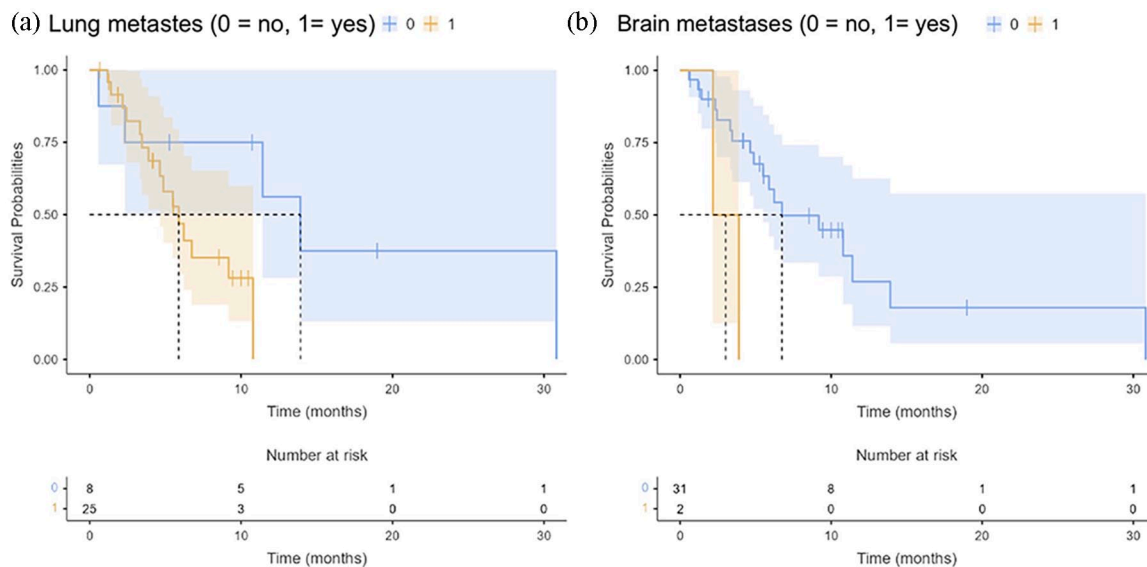 (a) Lung metastes (0 = no, 1= yes) 0 1
1.00
0.75
0.50
0.25
0.00
Survival Probabilities
0 10 20 30
Time (months)
Number at risk
0 8 5 1 1
1 25 3 0 0
0 10 20 30
Time (months)
(b) Brain metastases (0 = no, 1= yes) 0 1
1.00
0.75
0.50
0.25
0.00
Survival Probabilities
0 10 20 30
Time (months)
Number at risk
0 31 8 1 1
1 2 0 0 0
0 10 20 30
Time (months)